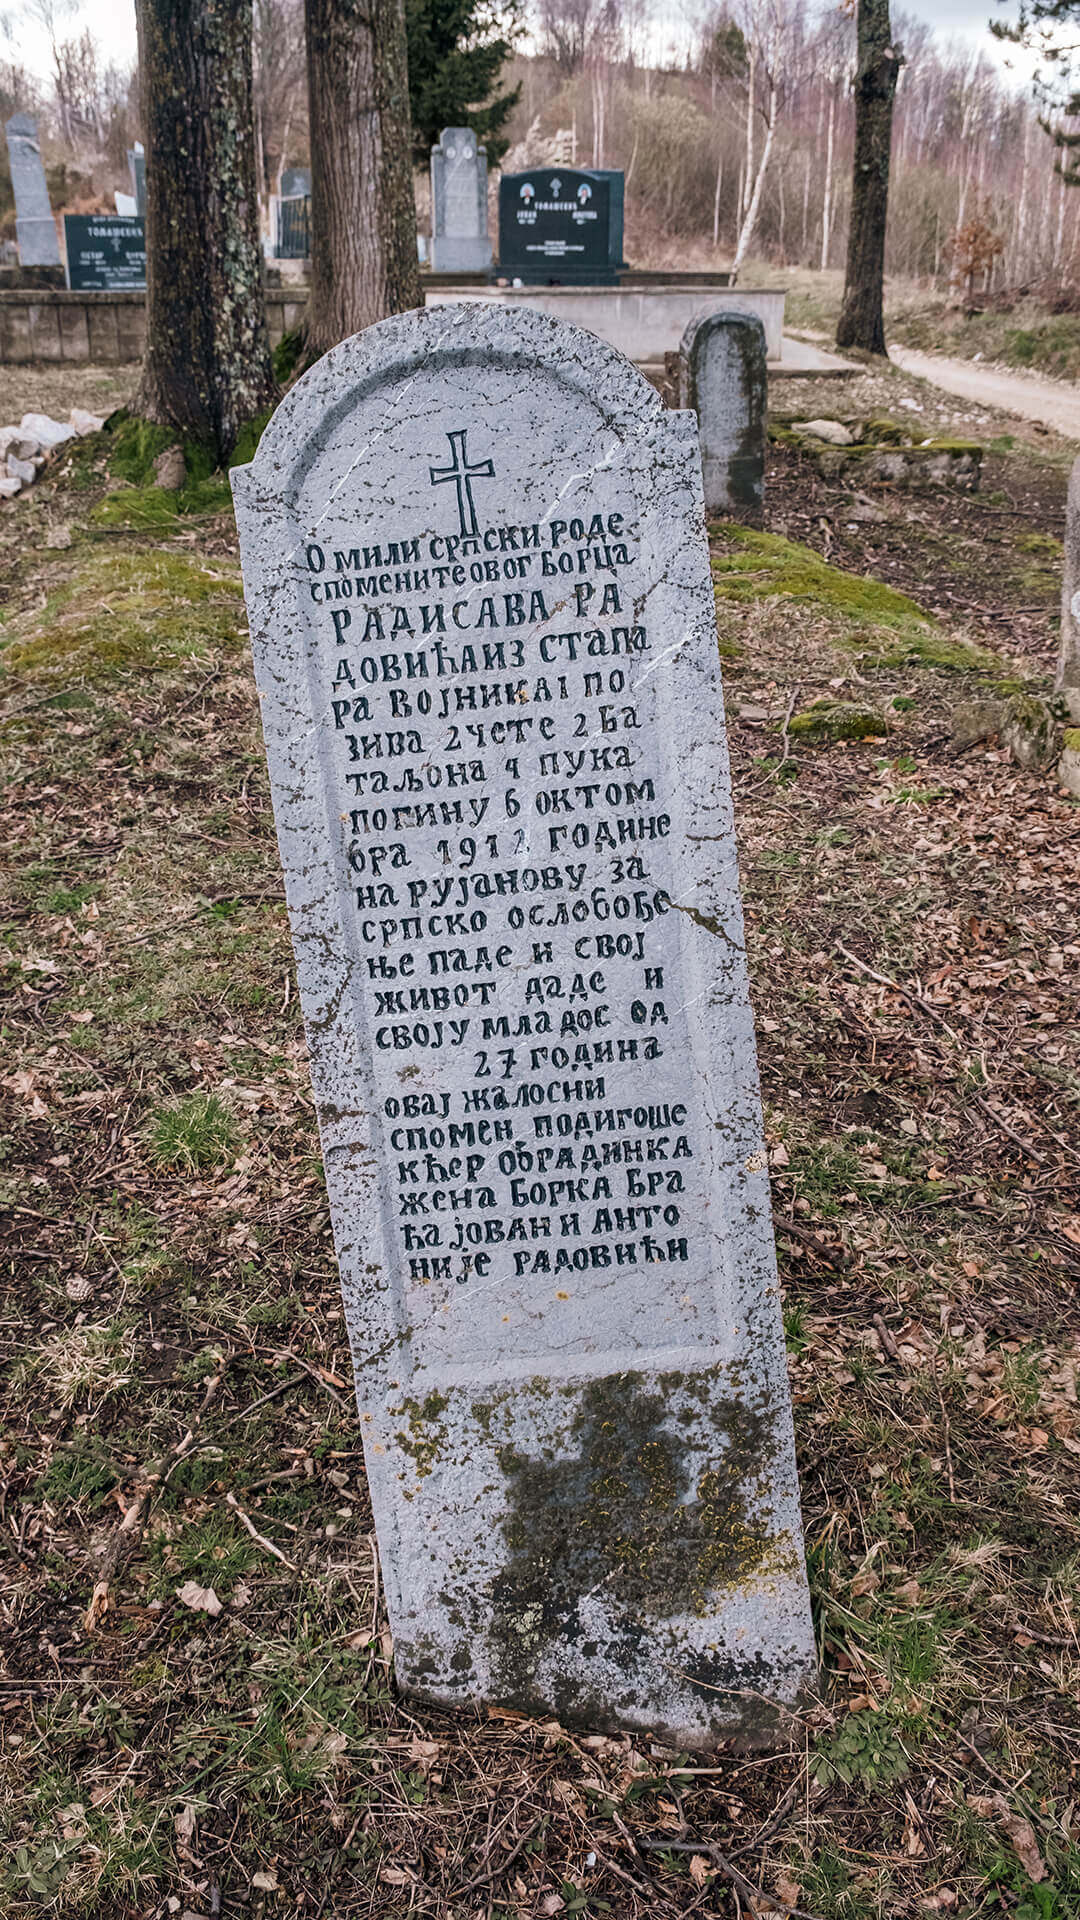 ТОМАШЕВИЋ
ТОМАШЕВИЋ
О МИЛИ СРПСКИ РОДЕ
СПОМЕНИТЕ ОВОГ БОРЦА
РАДИСАВА РА
ДОВИЋА ИЗ СТАПА
РА ВОЈНИКА 1 ПО
ЗИВА 2 ЧЕТЕ 2 БА
ТАЉОНА 4 ПУКА
ПОГИНУ 6 ОКТОМ
БРА 1912 ГОДИНЕ
НА РУЈАНОВУ ЗА
СРПСКО ОСЛОБОЂЕ
ЊЕ ПАДЕ И СВОЈ
ЖИВОТ ДАДЕ И
СВОЈУ МЛАДОС ОД
27 ГОДИНА
ОВАЈ ЖАЛОСНИ
СПОМЕН ПОДИГОШЕ
КЋЕР ОБРАДИНКА
ЖЕНА БОРКА БРА
ЋА ЈОВАН И АНТО
НИЈЕ РАДОВИЋИ